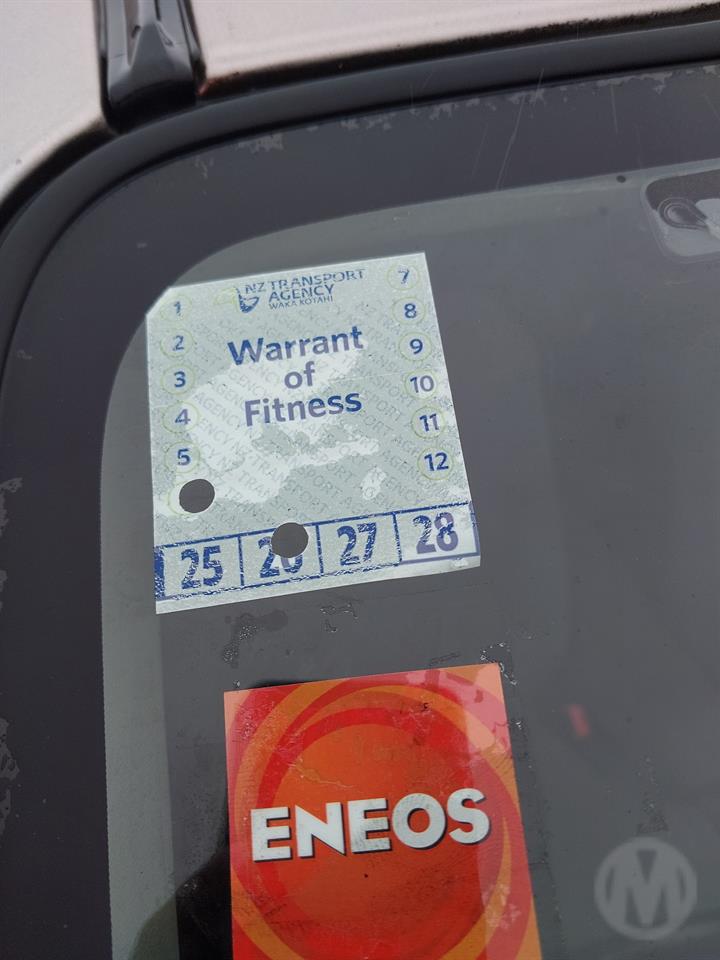 NZ TRANSPORT
AGENCY
WAKA KOTAHI
1
2
3
4
5
7
8
9
10
11
12
Warrant
of
Fitness
25 26 27 28
ENEOS
M